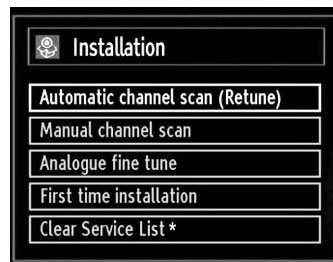 Installation
Automatic channel scan (Retune)
Manual channel scan
Analogue fine tune
First time installation
Clear Service List *